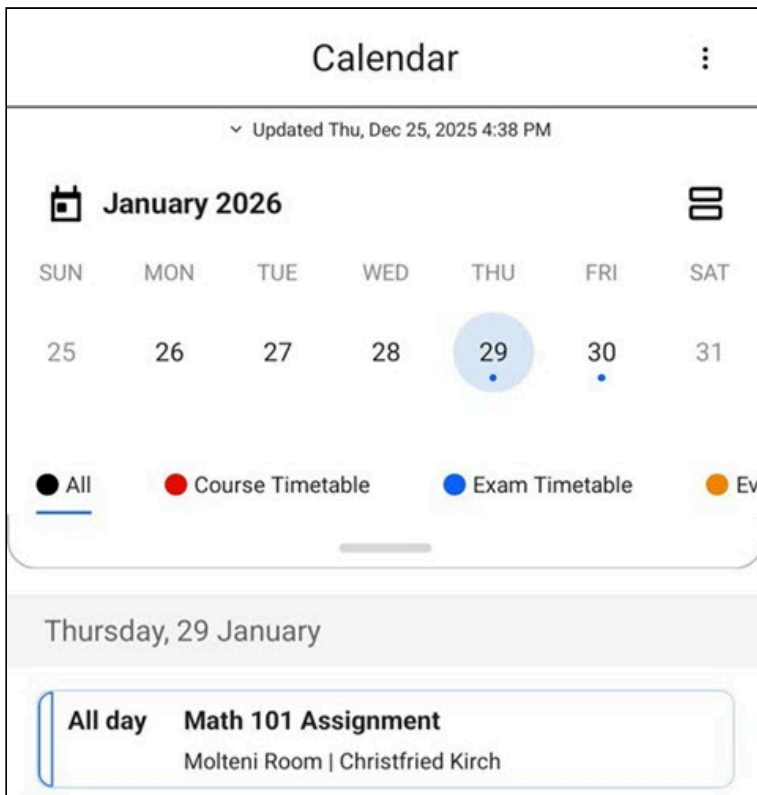 Calendar
Updated Thu, Dec 25, 2025 4:38 PM
January 2026
SUN MON TUE WED THU FRI SAT
25 26 27 28 29 30 31
All Course Timetable Exam Timetable Ev
Thursday, 29 January
All day Math 101 Assignment
Molteni Room | Christfried Kirch